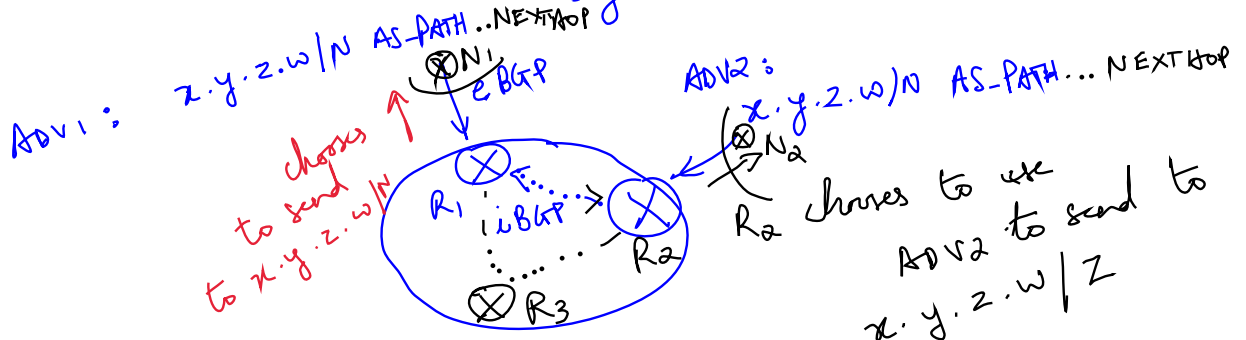 ADV1 : x.y.z.w/N AS_PATH..NEXTHOP
N1
eBGP
ADV2 :
x.y.z.w/N AS_PATH... NEXTHOP
N2
chooses
to send
to x.y.z.w/N
R1
iBGP
R2
R3
R2 chooses to use
ADV2 to send to
x.y.z.w/Z